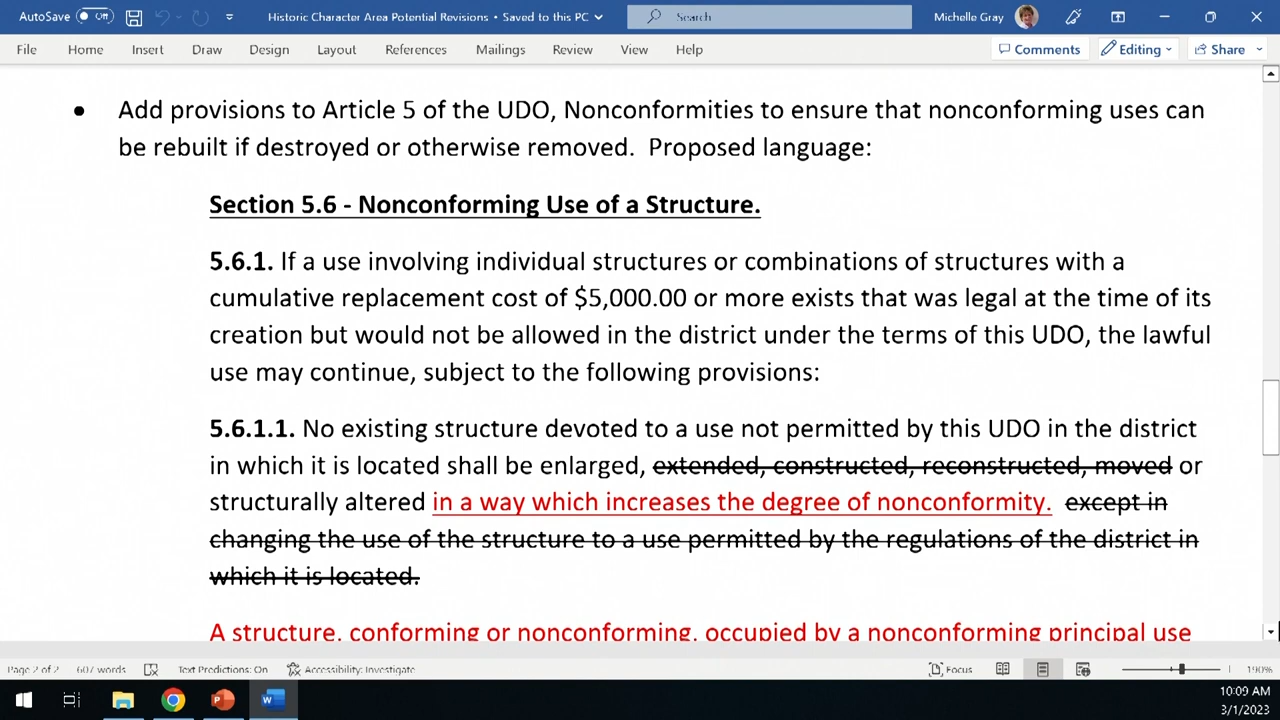 AutoSave Off Historic Character Area Potential Revisions • Saved to this PC Search Michelle Gray
File Home Insert Draw Design Layout References Mailings Review View Help Comments Editing Share
• Add provisions to Article 5 of the UDO, Nonconformities to ensure that nonconforming uses can
be rebuilt if destroyed or otherwise removed. Proposed language:
Section 5.6 - Nonconforming Use of a Structure.
5.6.1. If a use involving individual structures or combinations of structures with a
cumulative replacement cost of $5,000.00 or more exists that was legal at the time of its
creation but would not be allowed in the district under the terms of this UDO, the lawful
use may continue, subject to the following provisions:
5.6.1.1. No existing structure devoted to a use not permitted by this UDO in the district
in which it is located shall be enlarged, extended, constructed, reconstructed, moved or
structurally altered in a way which increases the degree of nonconformity. except in
changing the use of the structure to a use permitted by the regulations of the district in
which it is located.
A structure, conforming or nonconforming, occupied by a nonconforming principal use
Page 2 of 2 607 words Text Predictions: On Accessibility: Investigate Focus 190%
10:09 AM
3/1/2023